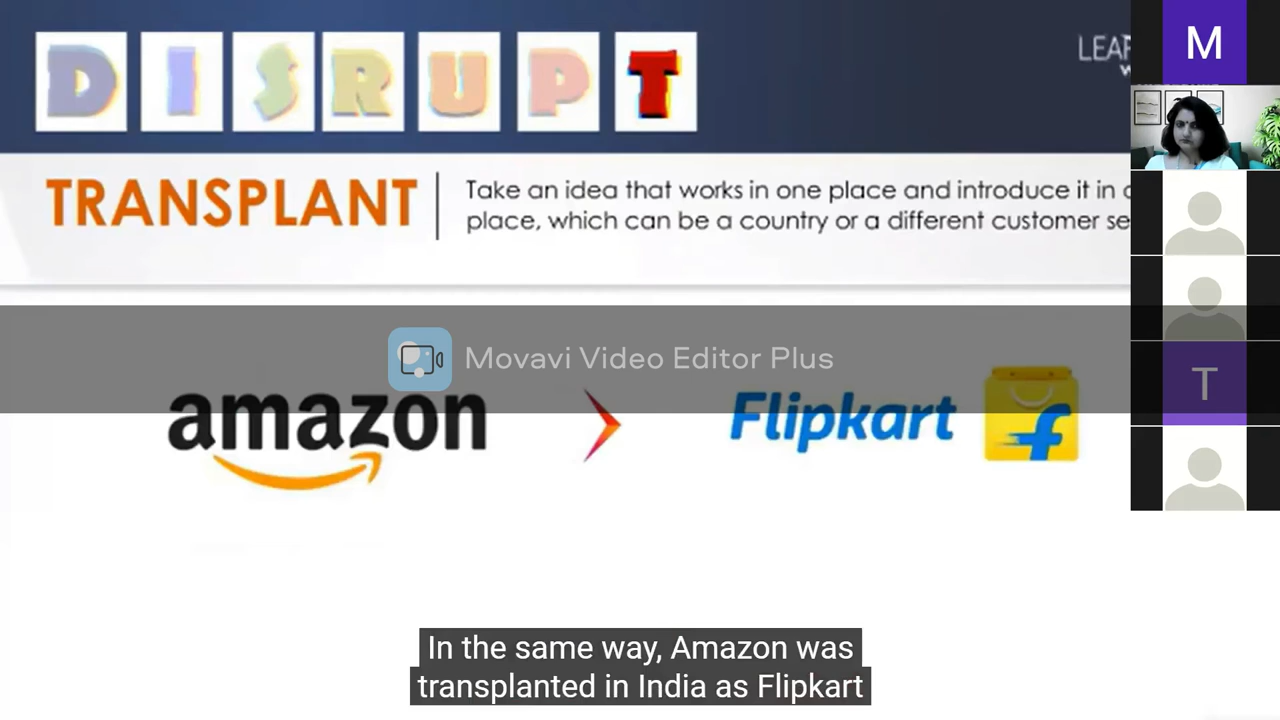 DISRUPT
LEAR
M
TRANSPLANT
Take an idea that works in one place and introduce it in
place, which can be a country or a different customer se
Movavi Video Editor Plus
amazon
Flipkart
f
T
In the same way, Amazon was
transplanted in India as Flipkart